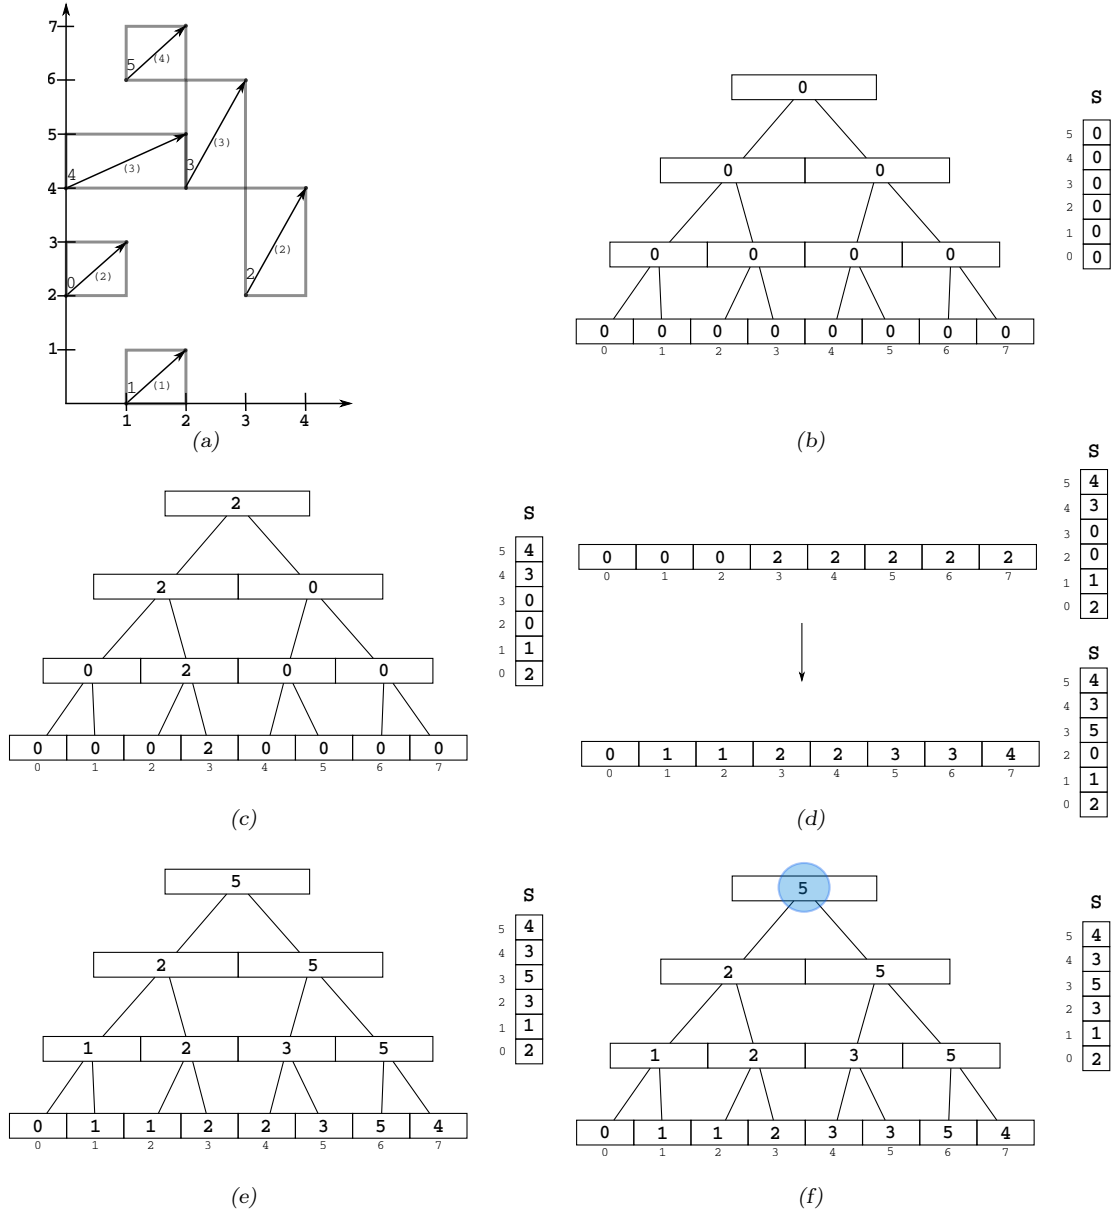 7
5
(4)
6
5
3
(3)
4
(3)
4
2
(2)
3
0
(2)
2
1
1
(1)
1 2 3 4
(a)
0
S
0 0
0 0 0 0
0 0 0 0 0 0 0 0
0 1 2 3 4 5 6 7
5 0
4 0
3 0
2 0
1 0
0 0
(b)
2
S
2 0
0 2 0 0
0 0 0 2 0 0 0 0
0 1 2 3 4 5 6 7
5 4
4 3
3 0
2 0
1 1
0 2
(c)
S
5 4
4 3
3 0
2 0
1 1
0 2
0 0 0 2 2 2 2 2
0 1 2 3 4 5 6 7
S
5 4
4 3
3 5
2 0
1 1
0 2
0 1 1 2 2 3 3 4
0 1 2 3 4 5 6 7
(d)
5
S
2 5
1 2 3 5
0 1 1 2 2 3 5 4
0 1 2 3 4 5 6 7
5 4
4 3
3 5
2 3
1 1
0 2
(e)
5
S
2 5
1 2 3 5
0 1 1 2 3 3 5 4
0 1 2 3 4 5 6 7
5 4
4 3
3 5
2 3
1 1
0 2
(f)